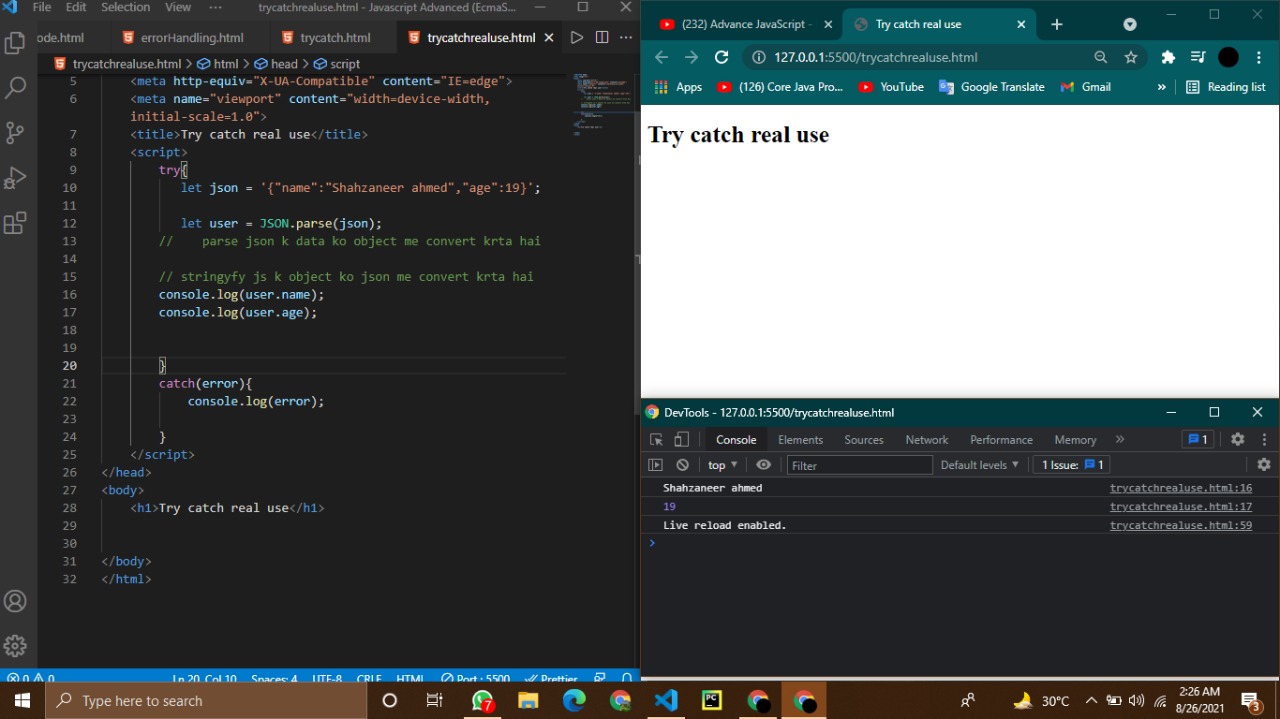 File Edit Selection View ··· trycatchrealuse.html - Javascript Advanced (EcmaS...
ode.html errorHandling.html trycatch.html trycatchrealuse.html
trycatchrealuse.html > html > head > script
5 <meta http-equiv="X-UA-Compatible" content="IE=edge">
6 <meta name="viewport" content="width=device-width,
initial-scale=1.0">
7 <title>Try catch real use</title>
8 <script>
9 try{
10 let json = '{"name":"Shahzaneer ahmed","age":19}';
11
12 let user = JSON.parse(json);
13 // parse json k data ko object me convert krta hai
14
15 // stringyfy js k object ko json me convert krta hai
16 console.log(user.name);
17 console.log(user.age);
18
19
20 }
21 catch(error){
22 console.log(error);
23
24 }
25 </script>
26 </head>
27 <body>
28 <h1>Try catch real use</h1>
29
30
31 </body>
32 </html>
0 0 Ln 20, Col 10 Spaces: 4 UTF-8 CRLF HTML Port : 5500 Prettier
(232) Advance JavaScript - Try catch real use
127.0.0.1:5500/trycatchrealuse.html
Apps (126) Core Java Pro... YouTube Google Translate Gmail » Reading list
Try catch real use
DevTools - 127.0.0.1:5500/trycatchrealuse.html
Console Elements Sources Network Performance Memory » 1
top Filter Default levels 1 Issue: 1
Shahzaneer ahmed trycatchrealuse.html:16
19 trycatchrealuse.html:17
Live reload enabled. trycatchrealuse.html:59
Type here to search 7 PC 30°C 2:26 AM
8/26/2021 3